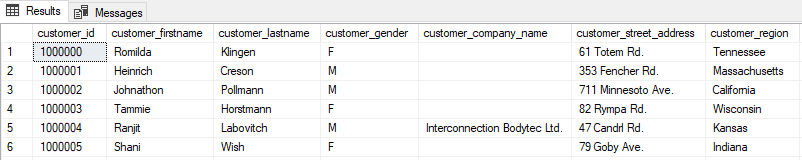 Results Messages
customer_id customer_firstname customer_lastname customer_gender customer_company_name customer_street_address customer_region
1 1000000 Romilda Klingen F 61 Totem Rd. Tennessee
2 1000001 Heinrich Creson M 353 Fencher Rd. Massachusetts
3 1000002 Johnathon Pollmann M 711 Minnesoto Ave. California
4 1000003 Tammie Horstmann F 82 Rympa Rd. Wisconsin
5 1000004 Ranjit Labovitch M Interconnection Bodytec Ltd. 47 Candrl Rd. Kansas
6 1000005 Shani Wish F 79 Goby Ave. Indiana